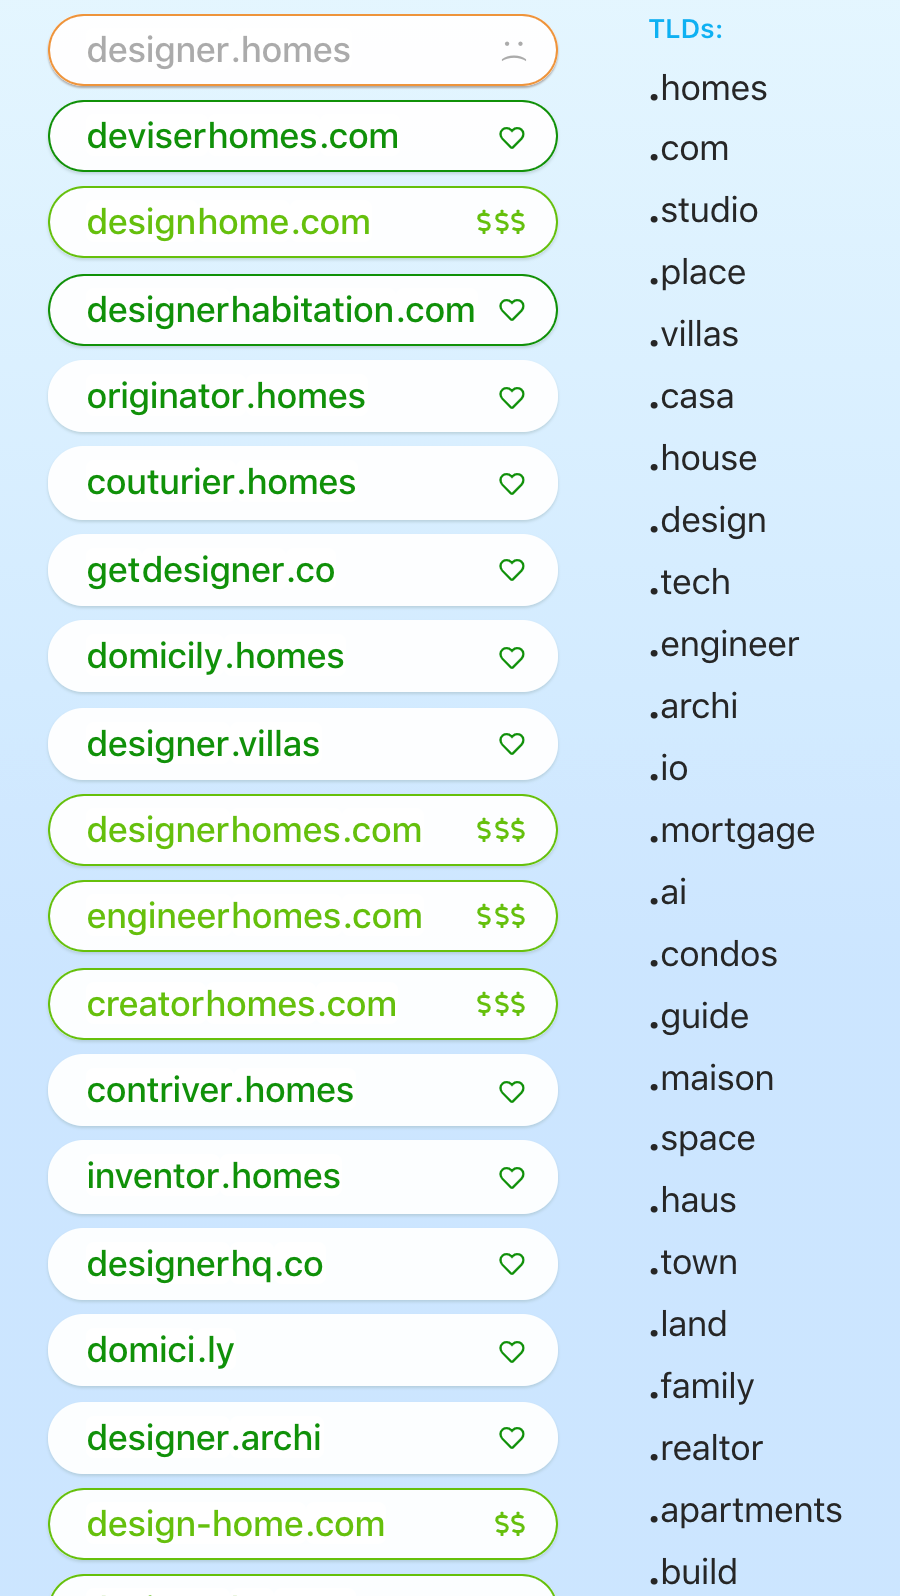 designer.homes
deviserhomes.com
designhome.com $$$
designerhabitation.com
originator.homes
couturier.homes
getdesigner.co
domicily.homes
designer.villas
designerhomes.com $$$
engineerhomes.com $$$
creatorhomes.com $$$
contriver.homes
inventor.homes
designerhq.co
domici.ly
designer.archi
design-home.com $$
TLDs:
.homes
.com
.studio
.place
.villas
.casa
.house
.design
.tech
.engineer
.archi
.io
.mortgage
.ai
.condos
.guide
.maison
.space
.haus
.town
.land
.family
.realtor
.apartments
.build